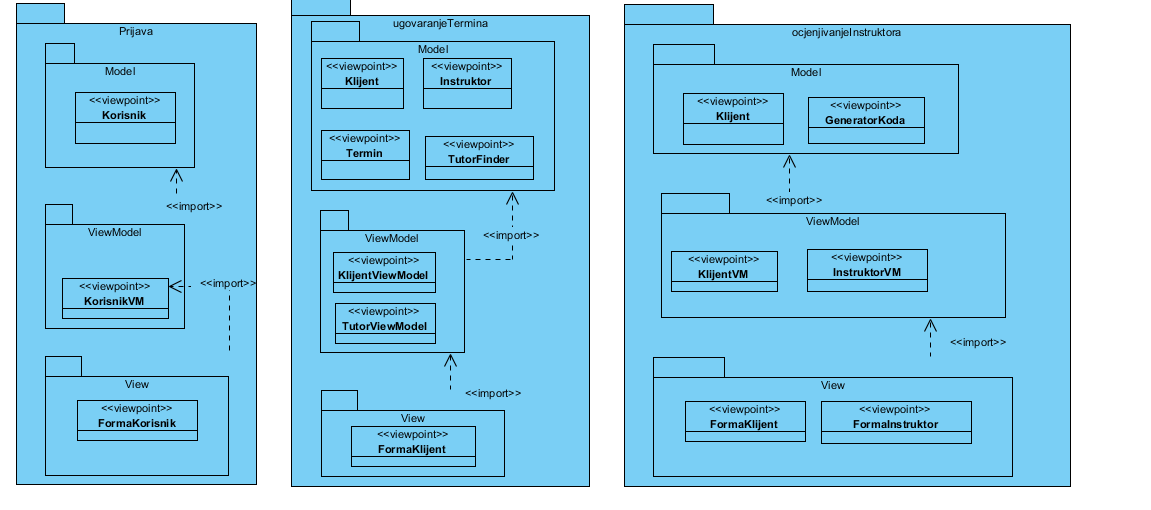 Prijava
Model
<<viewpoint>>
Korisnik
<<import>>
ViewModel
<<viewpoint>>
KorisnikVM
<<import>>
View
<<viewpoint>>
FormaKorisnik
ugovaranjeTermina
Model
<<viewpoint>>
Klijent
<<viewpoint>>
Instruktor
<<viewpoint>>
Termin
<<viewpoint>>
TutorFinder
<<import>>
ViewModel
<<viewpoint>>
KlijentViewModel
<<viewpoint>>
TutorViewModel
<<import>>
View
<<viewpoint>>
FormaKlijent
ocjenjivanjeInstruktora
Model
<<viewpoint>>
Klijent
<<viewpoint>>
GeneratorKoda
<<import>>
ViewModel
<<viewpoint>>
KlijentVM
<<viewpoint>>
InstruktorVM
<<import>>
View
<<viewpoint>>
FormaKlijent
<<viewpoint>>
FormaInstruktor